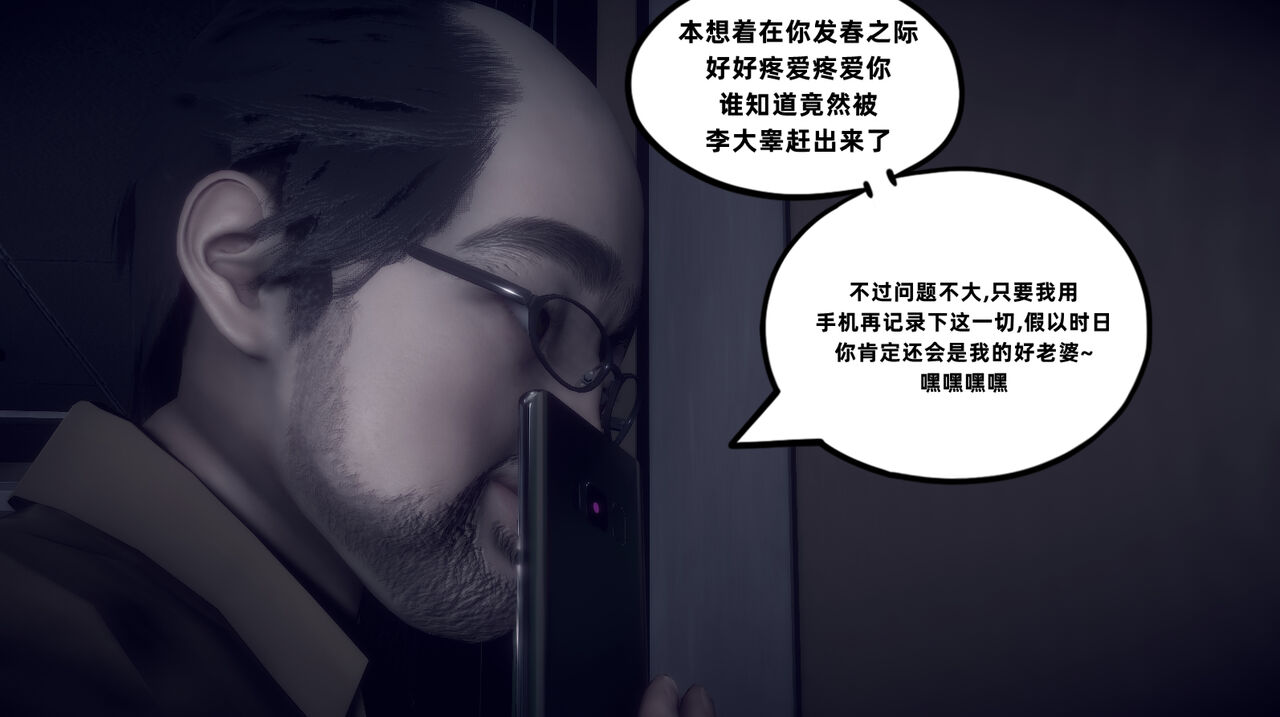 本想着在你发春之际
好好疼爱疼爱你
谁知道竟然被
李大睾赶出来了
不过问题不大,只要我用
手机再记录下这一切,假以时日
你肯定还会是我的好老婆~
嘿嘿嘿嘿